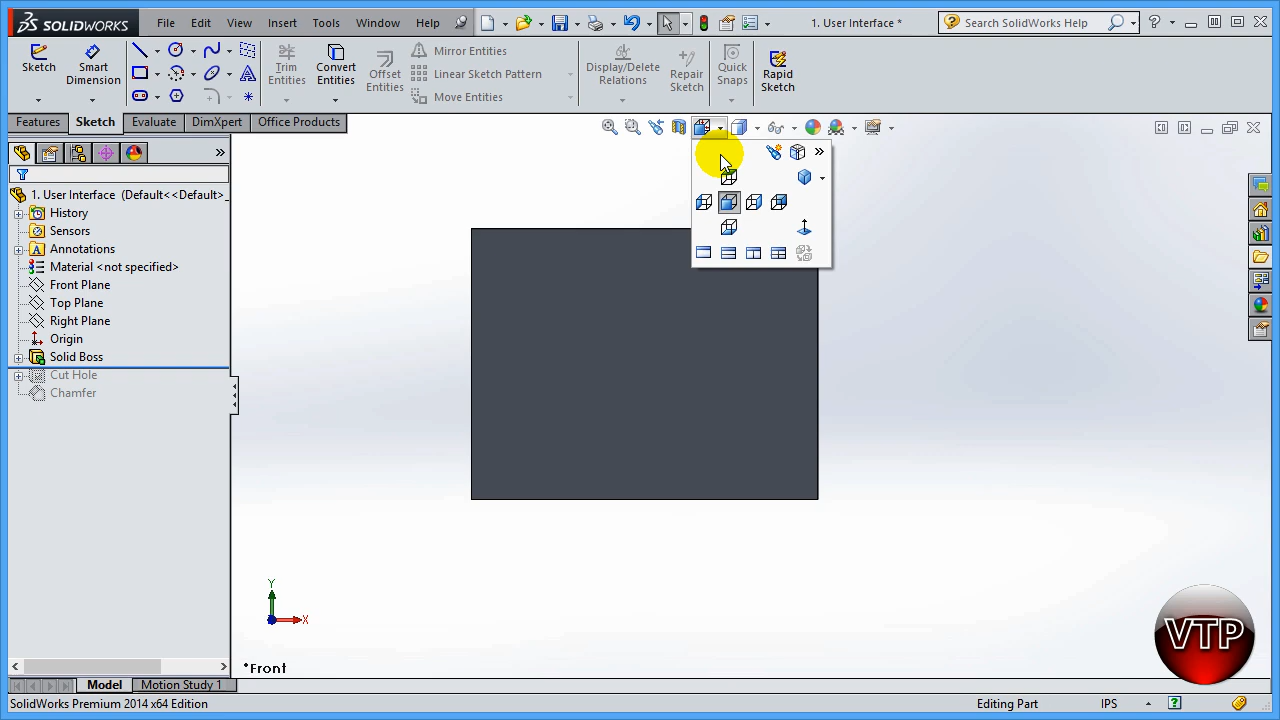 SOLIDWORKS File Edit View Insert Tools Window Help 1. User Interface * Search SolidWorks Help
Sketch Smart Dimension Trim Entities Convert Entities Offset Entities Mirror Entities Linear Sketch Pattern Move Entities Display/Delete Relations Repair Sketch Quick Snaps Rapid Sketch
Features Sketch Evaluate DimXpert Office Products
1. User Interface (Default<<Default>_
History
Sensors
Annotations
Material <not specified>
Front Plane
Top Plane
Right Plane
Origin
Solid Boss
Cut Hole
Chamfer
Y
X
*Front
VTP
Model Motion Study 1
SolidWorks Premium 2014 x64 Edition Editing Part IPS